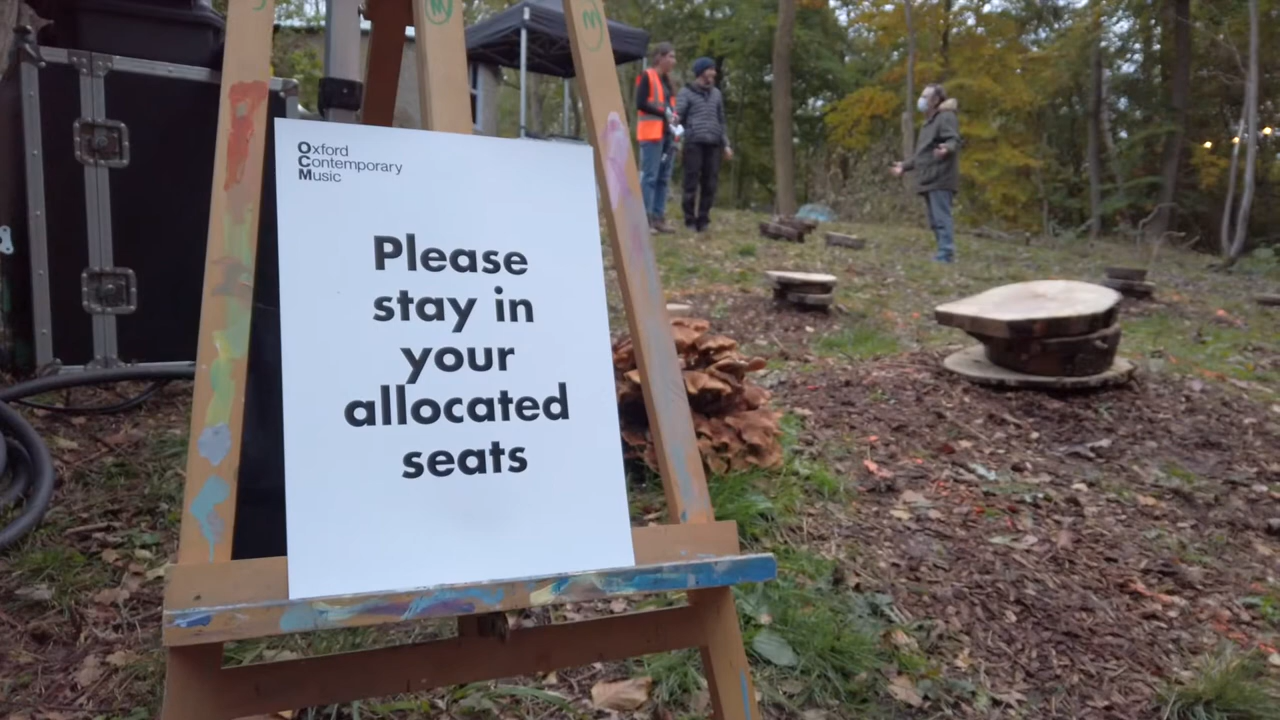 Oxford
Contemporary
Music
Please
stay in
your
allocated
seats
M
M